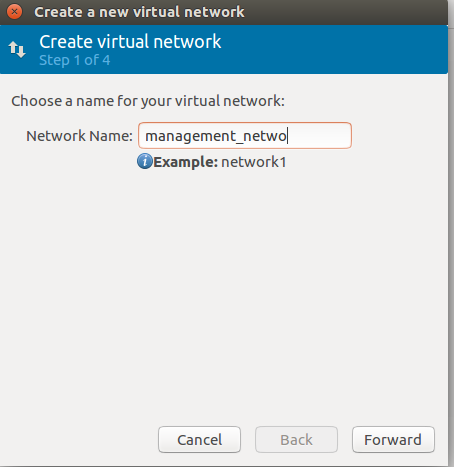 Create a new virtual network
Create virtual network
Step 1 of 4
Choose a name for your virtual network:
Network Name: management_netwo
Example: network1
Cancel Back Forward